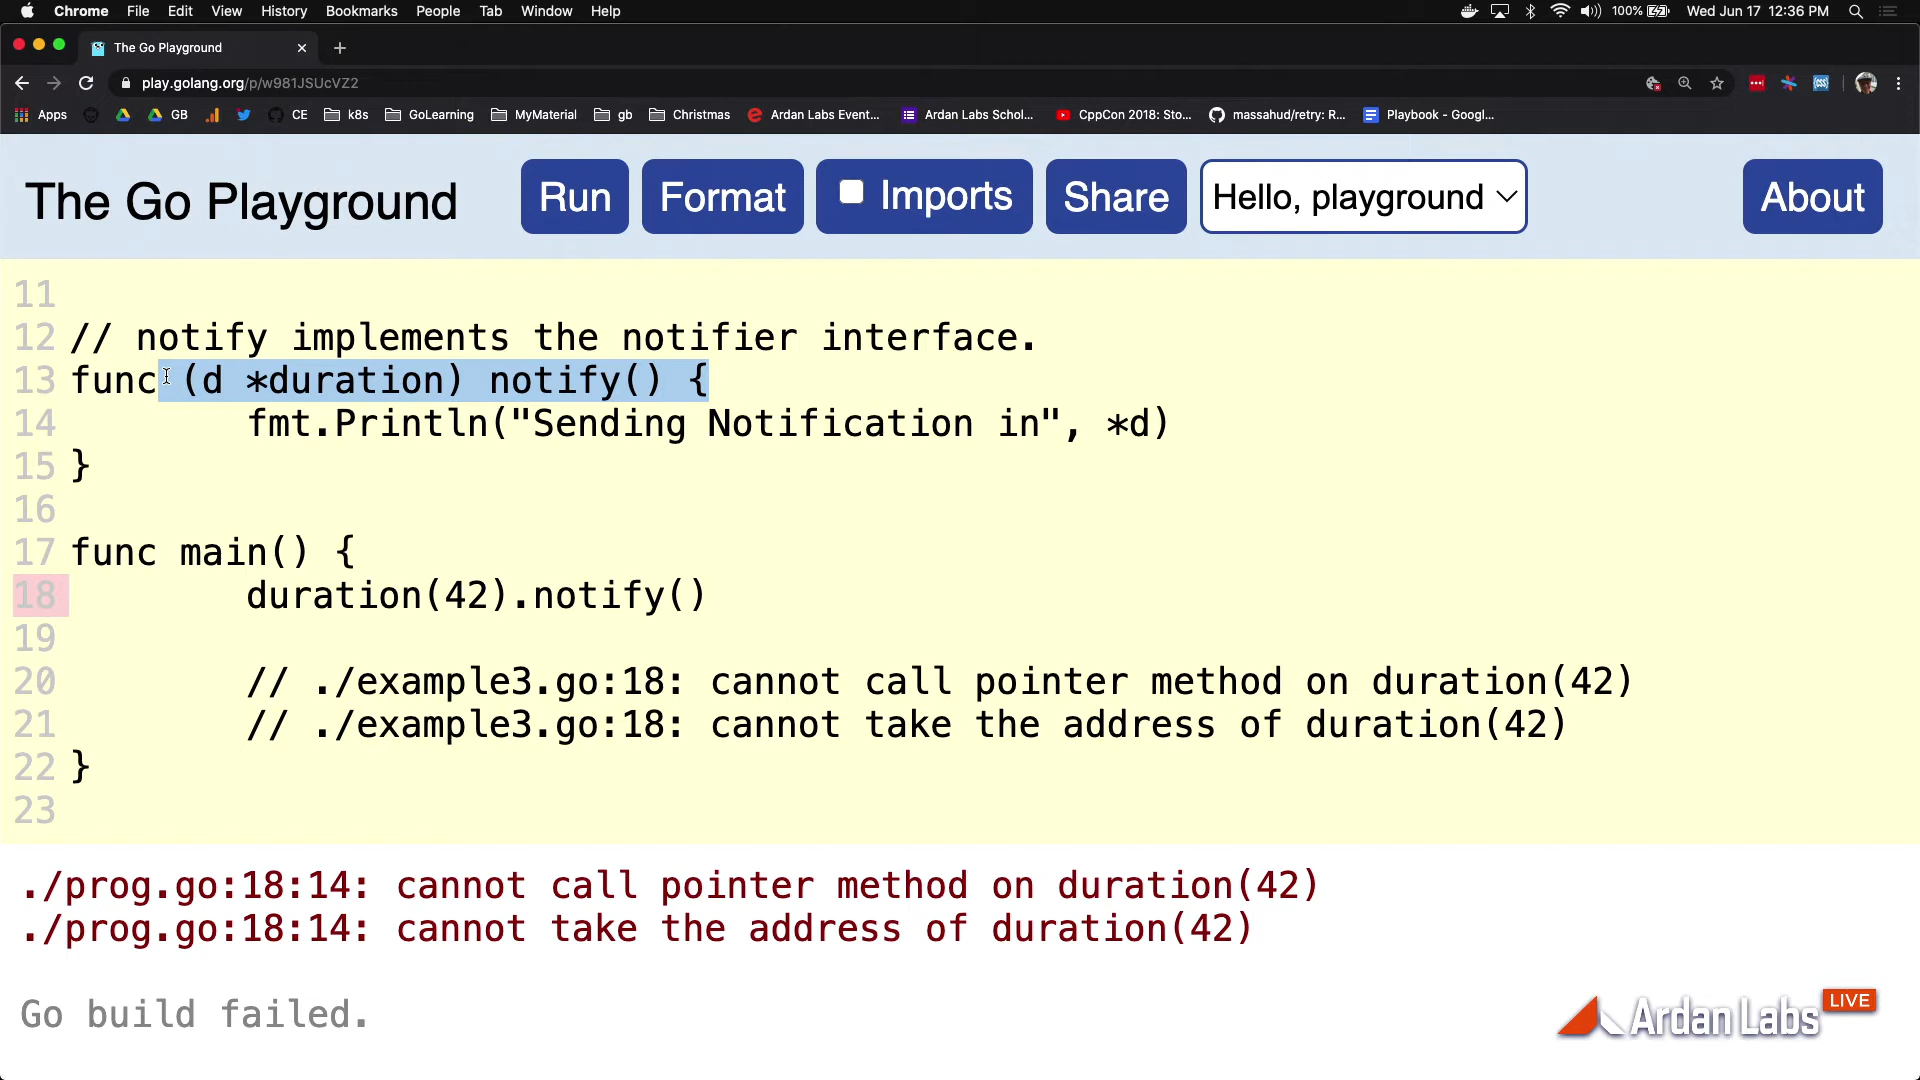 Chrome File Edit View History Bookmarks People Tab Window Help 100% Wed Jun 17 12:36 PM
The Go Playground
play.golang.org/p/w981JSUcVZ2
Apps GB CE k8s GoLearning MyMaterial gb Christmas Ardan Labs Event... Ardan Labs Schol... CppCon 2018: Sto... massahud/retry: R... Playbook - Googl...
The Go Playground Run Format Imports Share Hello, playground About
11
12 // notify implements the notifier interface.
13 func (d *duration) notify() {
14 fmt.Println("Sending Notification in", *d)
15 }
16
17 func main() {
18 duration(42).notify()
19
20 // ./example3.go:18: cannot call pointer method on duration(42)
21 // ./example3.go:18: cannot take the address of duration(42)
22 }
23
./prog.go:18:14: cannot call pointer method on duration(42)
./prog.go:18:14: cannot take the address of duration(42)
Go build failed.
Ardan Labs LIVE